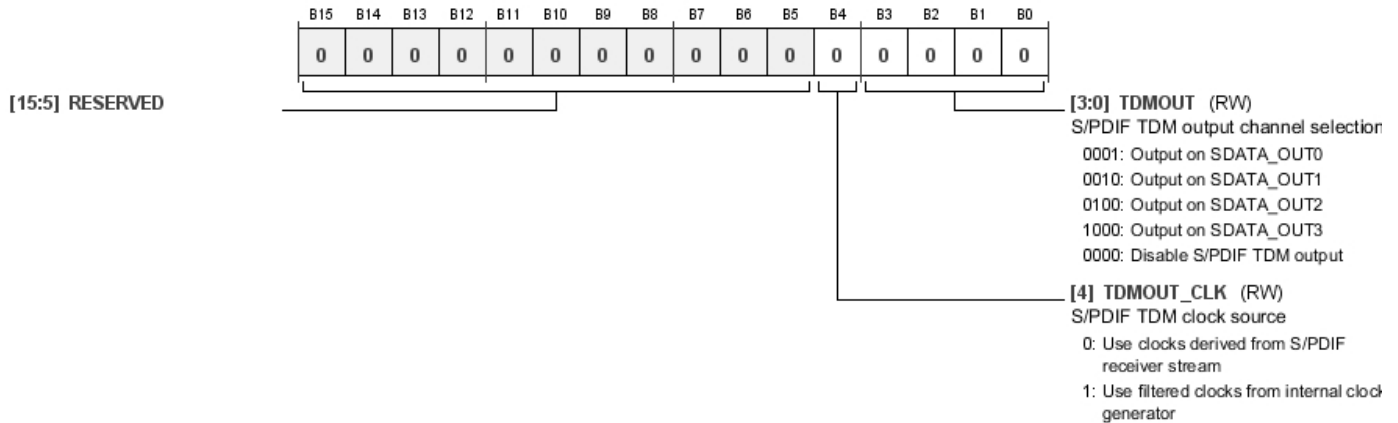 B15 B14 B13 B12 B11 B10 B9 B8 B7 B6 B5 B4 B3 B2 B1 B0
0 0 0 0 0 0 0 0 0 0 0 0 0 0 0 0
[15:5] RESERVED
[3:0] TDMOUT (RW)
S/PDIF TDM output channel selection
0001: Output on SDATA_OUT0
0010: Output on SDATA_OUT1
0100: Output on SDATA_OUT2
1000: Output on SDATA_OUT3
0000: Disable S/PDIF TDM output
[4] TDMOUT_CLK (RW)
S/PDIF TDM clock source
0: Use clocks derived from S/PDIF
receiver stream
1: Use filtered clocks from internal clock
generator